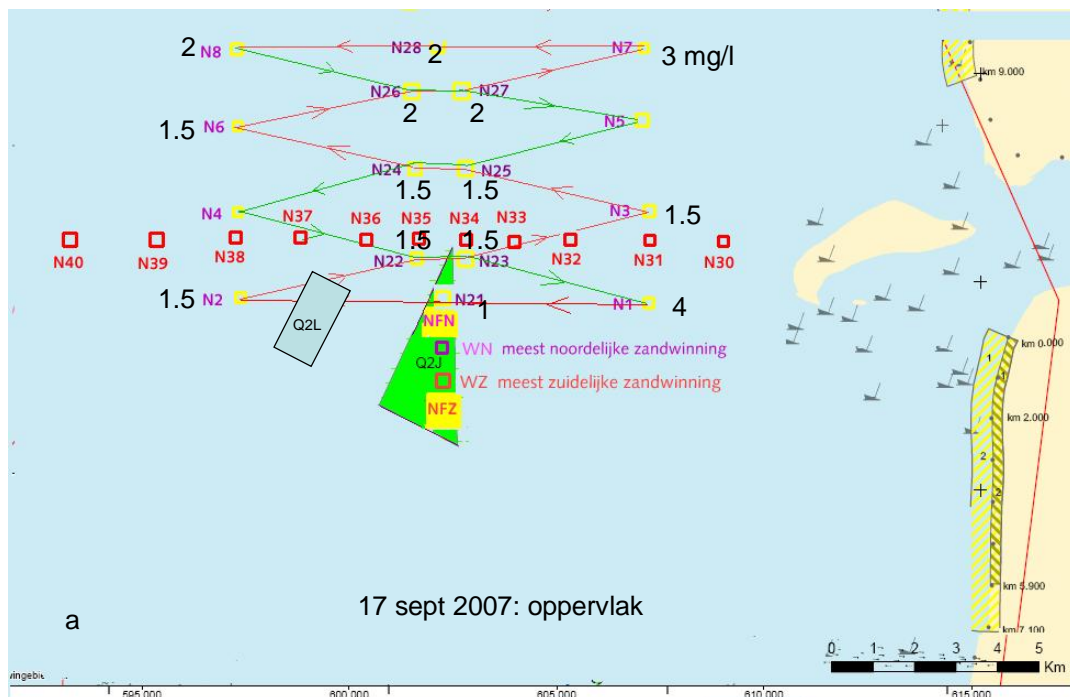 2 N8 N28 2 N7 3 mg/l
km 9.000
N26 N27
2 2
1.5 N6 N5
N24 N25
1.5 1.5
N4 N3 1.5
N37 N36 N35 N34 N33
N40 N39 N38 1.5 1.5 N32 N31 N30
N22 N23
1.5 N2 N21 1 N1 4
Q2L NFN
km 0.000
WN meest noordelijke zandwinning
1
Q2J
WZ meest zuidelijke zandwinning
1
NFZ
km 2.000
2
2
km 5.900
17 sept 2007: oppervlak
a
km 7.100
0 1 2 3 4 5
Km
wingebie
595.000 600.000 605.000 610.000 615.000